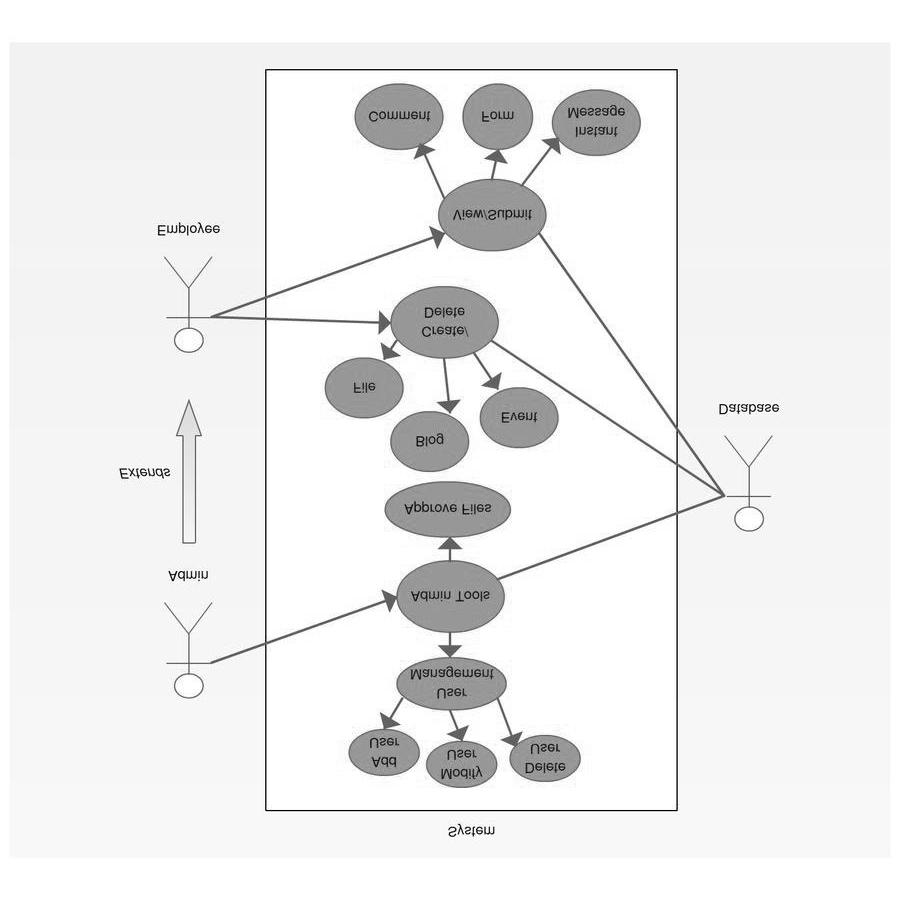 System
Add
User
Modify
User
Delete
User
User
Management
Admin Tools
Admin
Approve Files
Extends
Blog
Event
File
Database
Create/
Delete
Employee
View/Submit
Comment
Form
Instant
Message